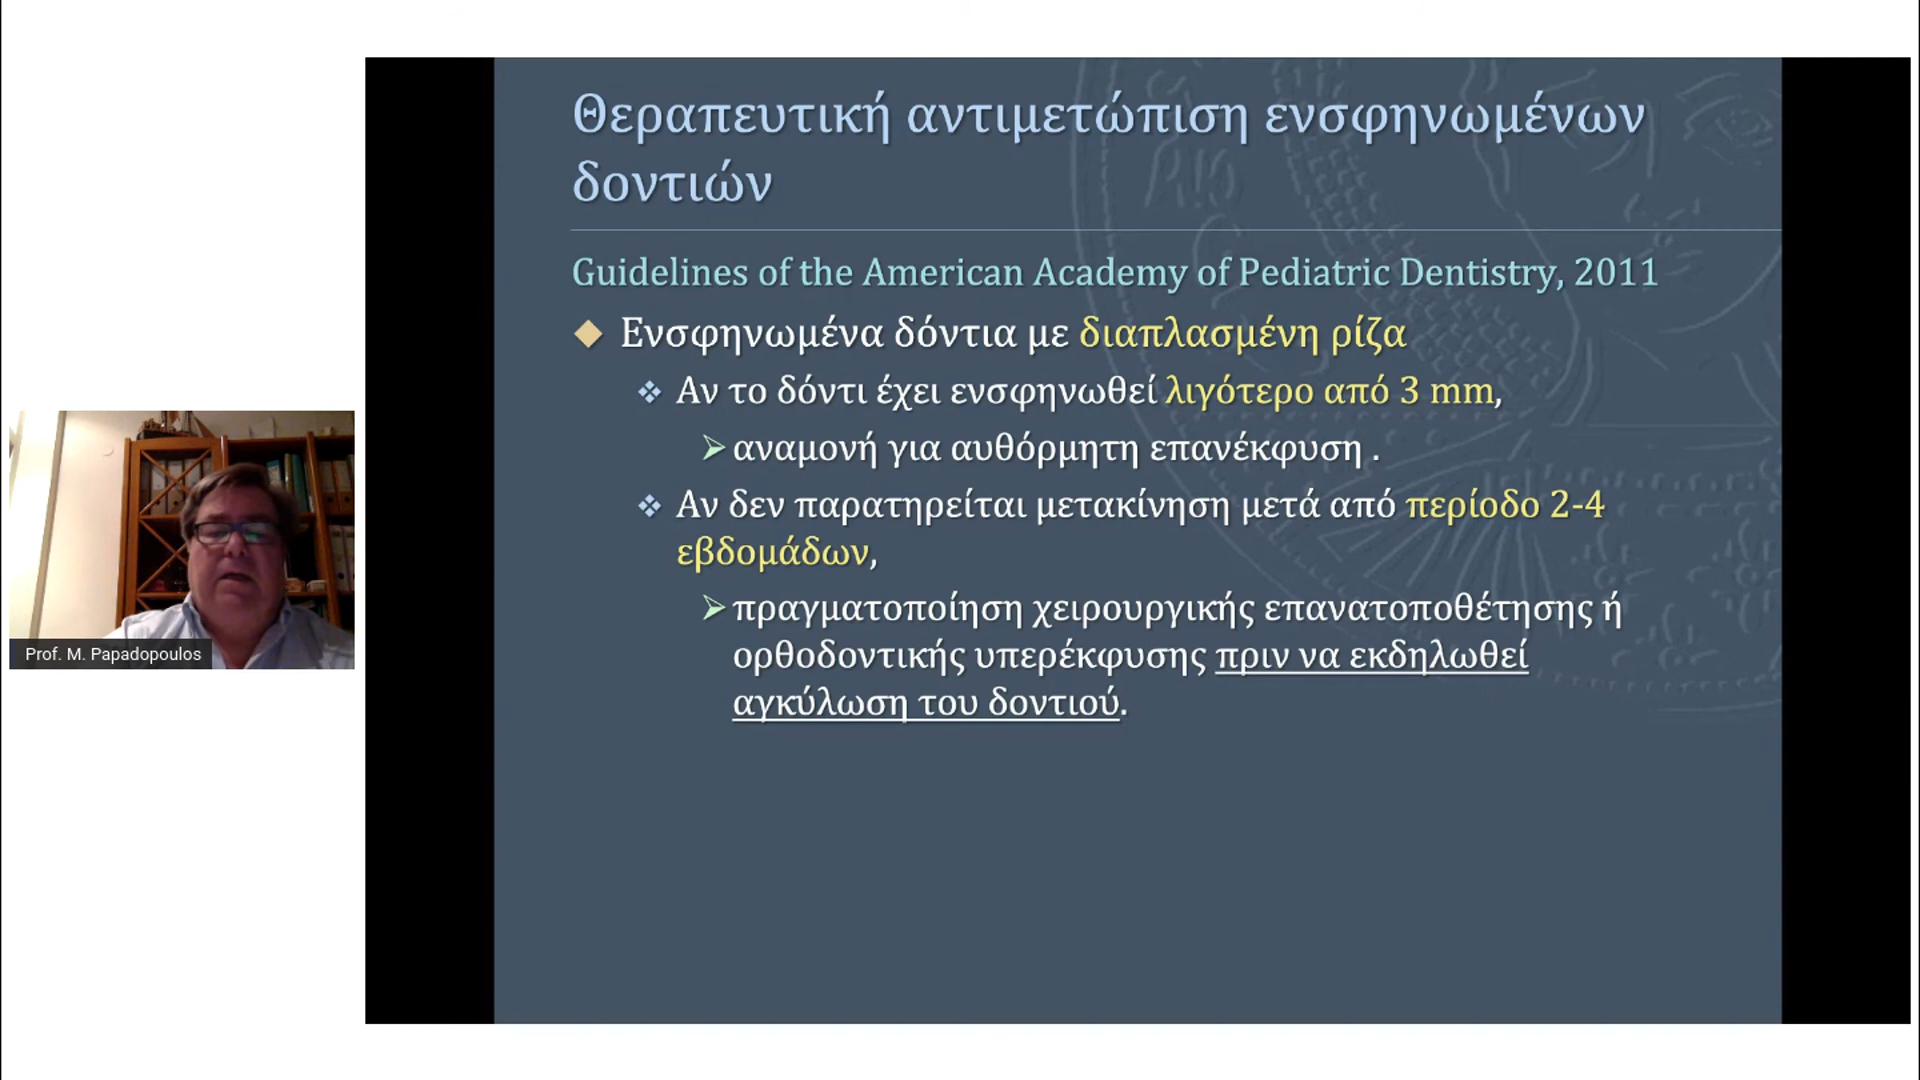 Θεραπευτική αντιμετώπιση ενσφηνωμένων
δοντιών
Guidelines of the American Academy of Pediatric Dentistry, 2011
Ενσφηνωμένα δόντια με διαπλασμένη ρίζα
Αν το δόντι έχει ενσφηνωθεί λιγότερο από 3 mm,
αναμονή για αυθόρμητη επανέκφυση .
Αν δεν παρατηρείται μετακίνηση μετά από περίοδο 2-4
εβδομάδων,
πραγματοποίηση χειρουργικής επανατοποθέτησης ή
ορθοδοντικής υπερέκφυσης πριν να εκδηλωθεί
αγκύλωση του δοντιού.
Prof. M. Papadopoulos